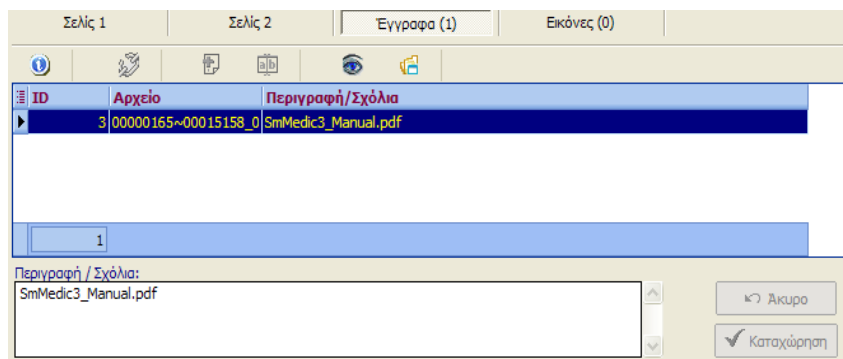 Σελίς 1 Σελίς 2 Έγγραφα (1) Εικόνες (0)
a b
ID Αρχείο Περιγραφή/Σχόλια
3 00000165~00015158_0 SmMedic3_Manual.pdf
1
Περιγραφή / Σχόλια:
SmMedic3_Manual.pdf
Άκυρο
Καταχώρηση